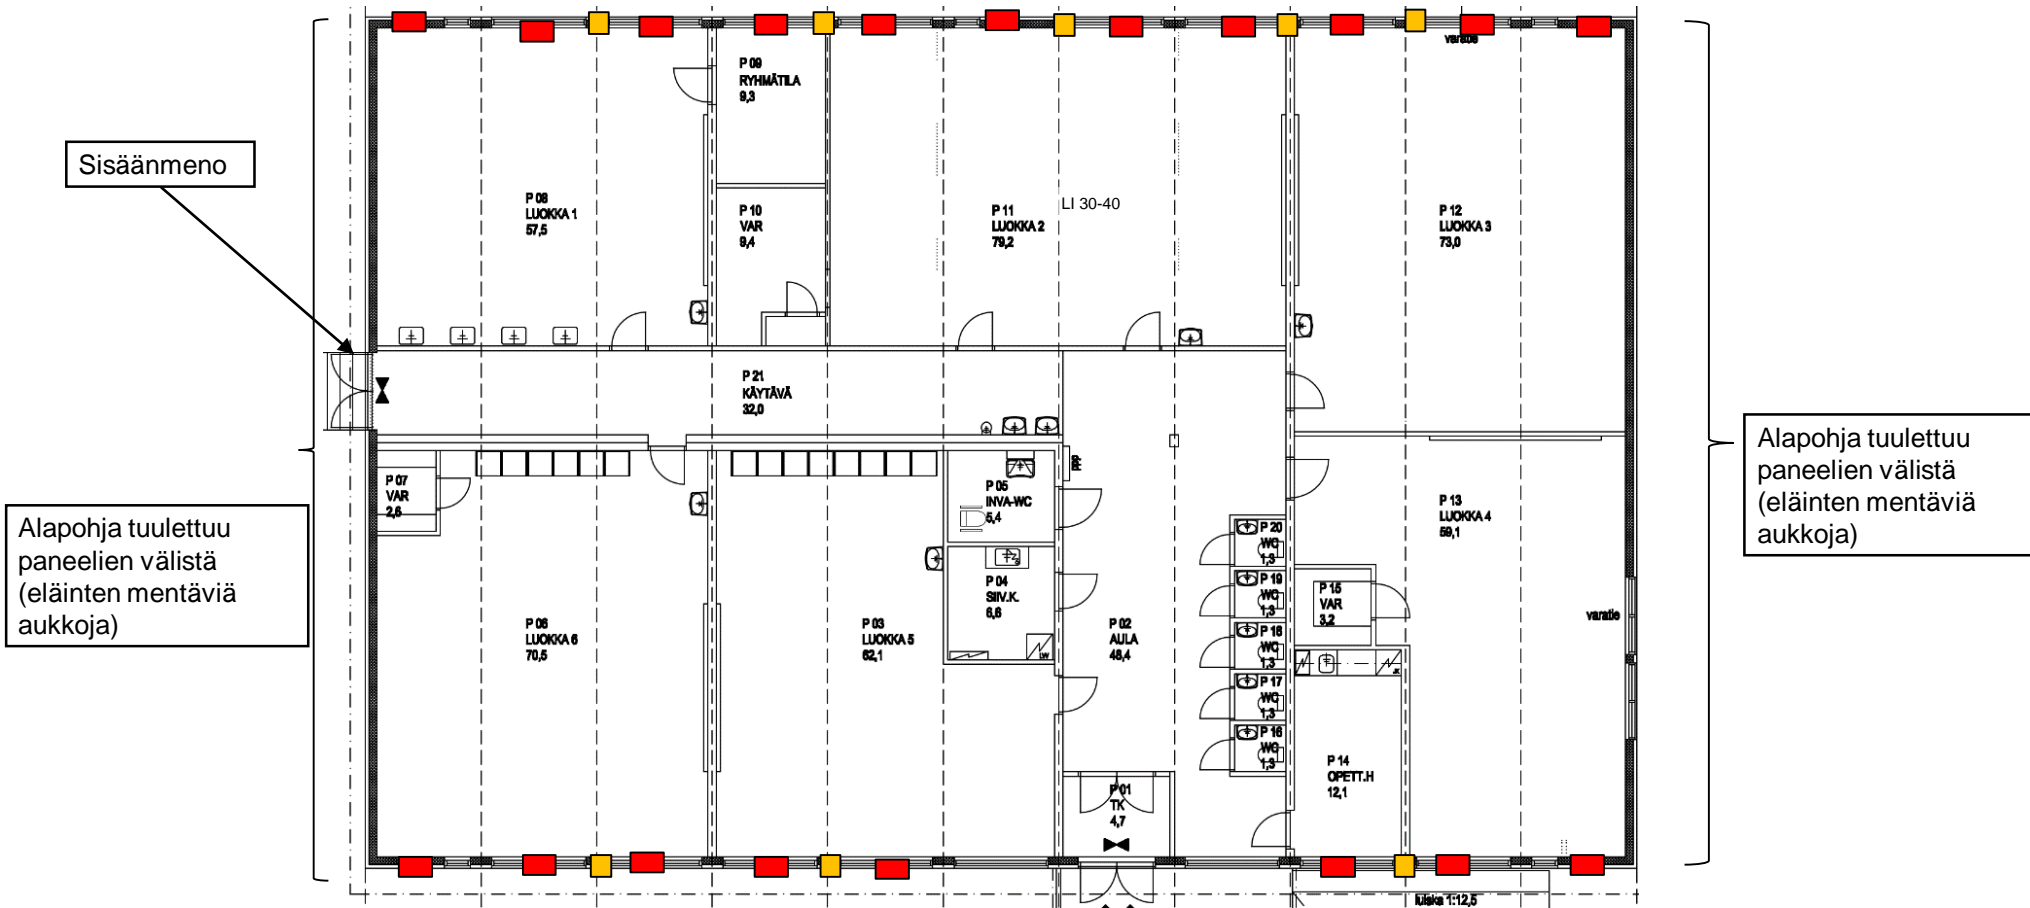 varatie
P 09
RYHMÄTILA
9,3
Sisäänmeno
P 08
LUOKKA 1
57,5
P 10
VAR
9,4
P 11
LUOKKA 2
79,2
LI 30-40
P 12
LUOKKA 3
73,0
P 21
KÄYTÄVÄ
32,0
Alapohja tuulettuu
paneelien välistä
(eläinten mentäviä
aukkoja)
P 07
VAR
2,6
P 05
INVA-WC
5,4
ppp
P 13
LUOKKA 4
59,1
Alapohja tuulettuu
paneelien välistä
(eläinten mentäviä
aukkoja)
P 20
WC
1,3
P 04
SIIV.K.
6,6
LW
P 19
WC
1,3
P 15
VAR
3,2
varatie
P 06
LUOKKA 6
70,5
P 03
LUOKKA 5
62,1
P 02
AULA
48,4
P 18
WC
1,3
JK
P 17
WC
1,3
P 16
WC
1,3
P 14
OPETT.H
12,1
P 01
TK
4,7
luiska 1:12,5